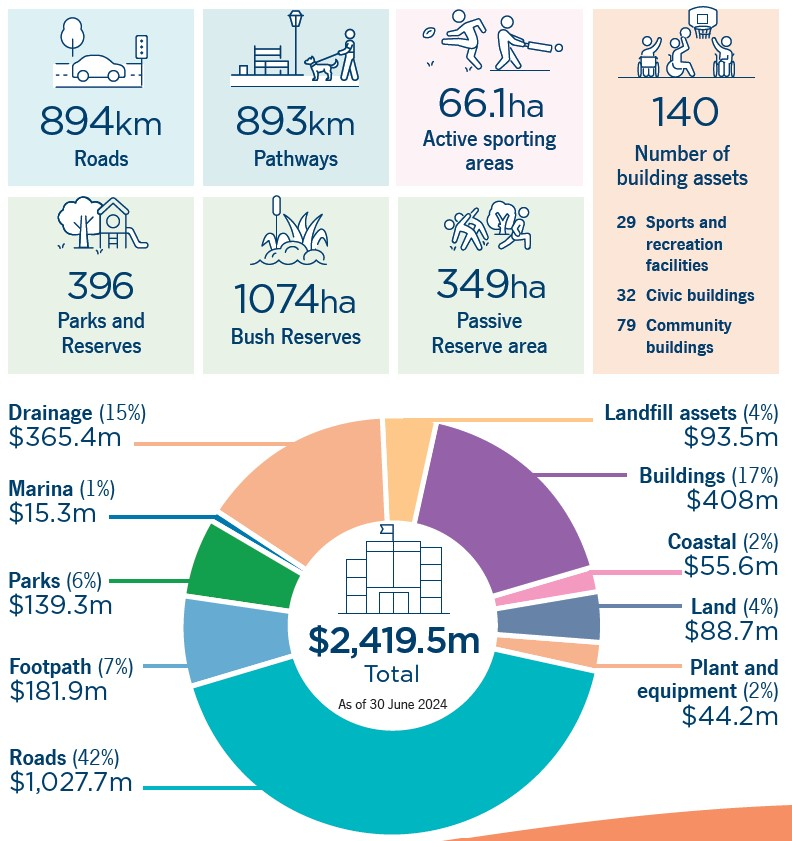 894km
Roads
893km
Pathways
66.1ha
Active sporting
areas
140
Number of
building assets
29 Sports and
recreation
facilities
32 Civic buildings
79 Community
buildings
396
Parks and
Reserves
1074ha
Bush Reserves
349ha
Passive
Reserve area
Drainage (15%)
$365.4m
Marina (1%)
$15.3m
Parks (6%)
$139.3m
Footpath (7%)
$181.9m
Roads (42%)
$1,027.7m
$2,419.5m
Total
As of 30 June 2024
Landfill assets (4%)
$93.5m
Buildings (17%)
$408m
Coastal (2%)
$55.6m
Land (4%)
$88.7m
Plant and
equipment (2%)
$44.2m